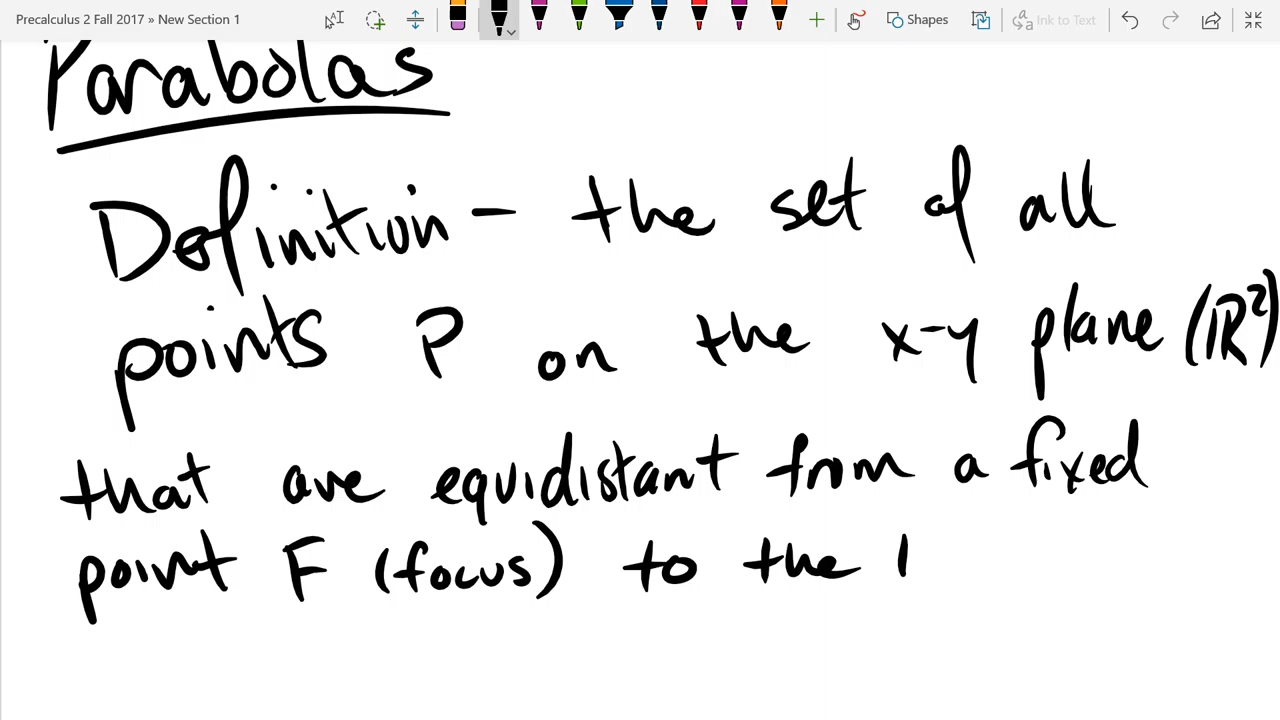 Precalculus 2 Fall 2017 » New Section 1
Shapes
Ink to Text
Parabolas
Definition - the set of all
points P on the x-y plane (ℝ²)
that are equidistant from a fixed
point F (focus) to the l